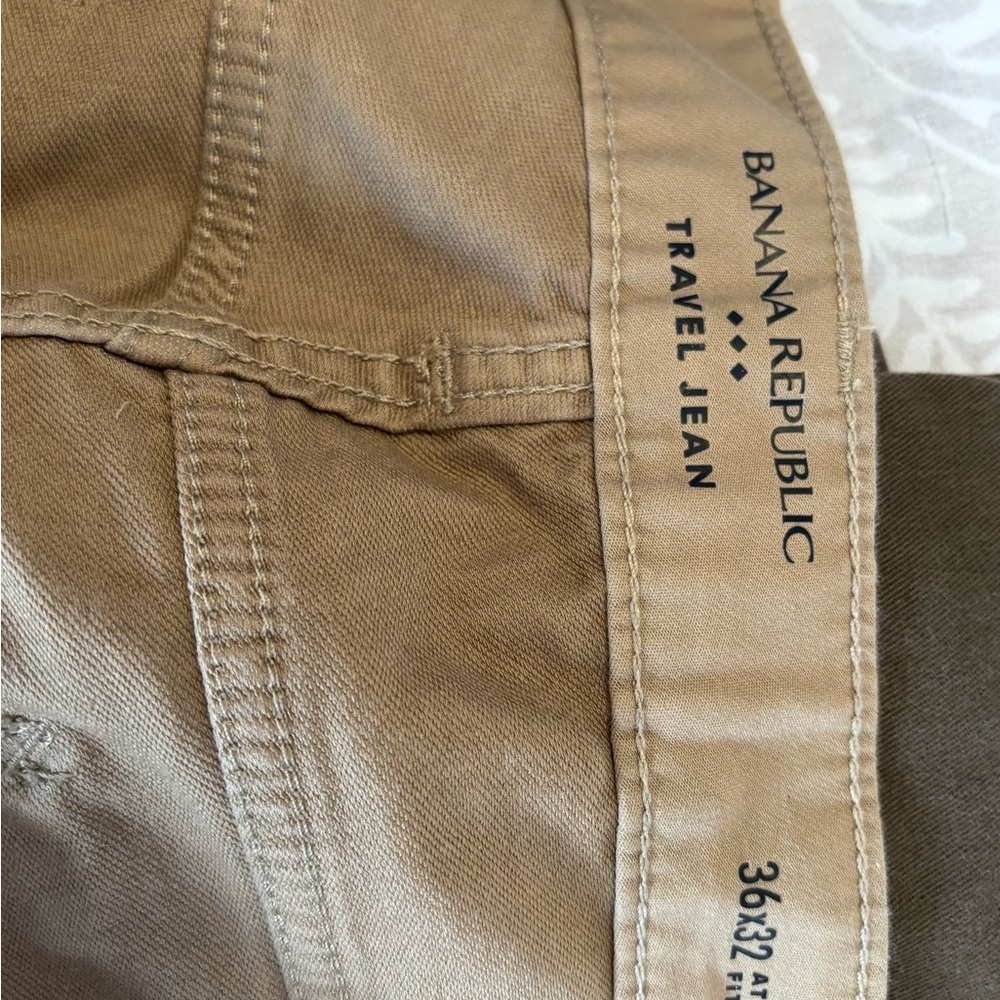 BANANA REPUBLIC
TRAVEL JEAN
36x32